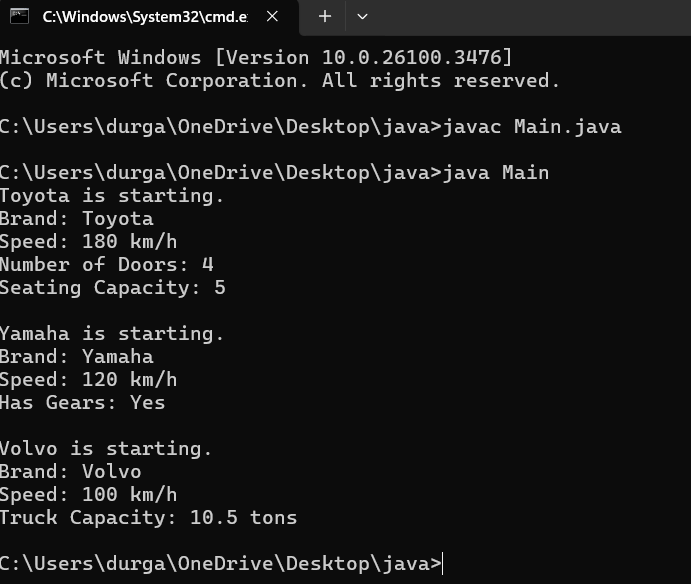 C:\Windows\System32\cmd.e
Microsoft Windows [Version 10.0.26100.3476]
(c) Microsoft Corporation. All rights reserved.
C:\Users\durga\OneDrive\Desktop\java>javac Main.java
C:\Users\durga\OneDrive\Desktop\java>java Main
Toyota is starting.
Brand: Toyota
Speed: 180 km/h
Number of Doors: 4
Seating Capacity: 5
Yamaha is starting.
Brand: Yamaha
Speed: 120 km/h
Has Gears: Yes
Volvo is starting.
Brand: Volvo
Speed: 100 km/h
Truck Capacity: 10.5 tons
C:\Users\durga\OneDrive\Desktop\java>